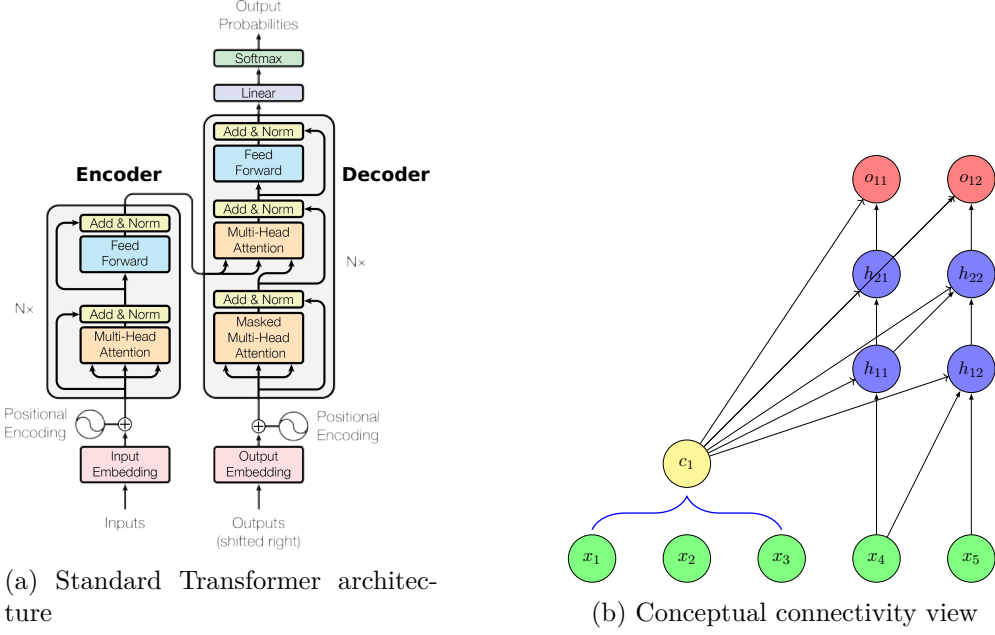 Output
Probabilities
Softmax
Linear
Add & Norm
Feed
Forward
Add & Norm
Multi-Head
Attention
Add & Norm
Masked
Multi-Head
Attention
Decoder
N×
Encoder
Add & Norm
Feed
Forward
Add & Norm
Multi-Head
Attention
N×
Positional
Encoding
Positional
Encoding
Input
Embedding
Output
Embedding
Inputs
Outputs
(shifted right)
(a) Standard Transformer architec-
ture
o₁₁ o₁₂
h₂₁ h₂₂
h₁₁ h₁₂
c₁
x₁ x₂ x₃ x₄ x₅
(b) Conceptual connectivity view